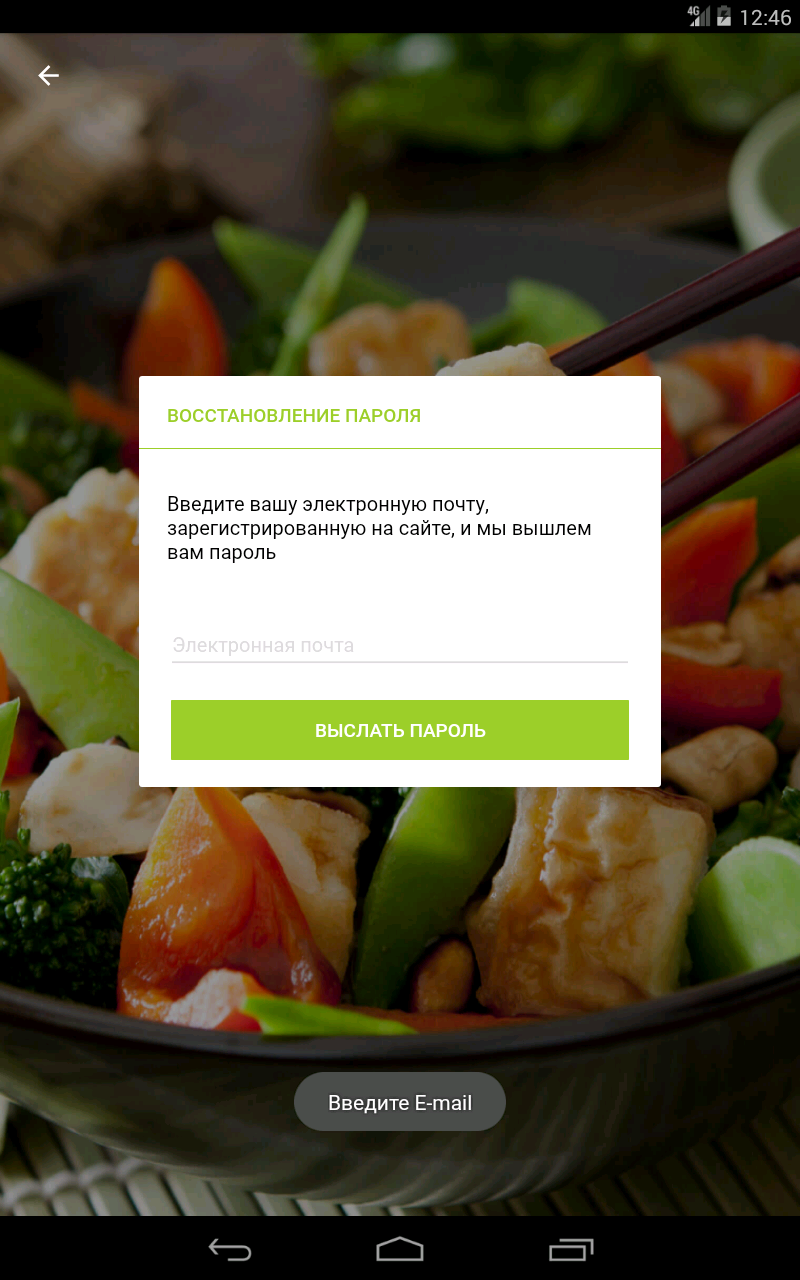 4G 12:46
ВОССТАНОВЛЕНИЕ ПАРОЛЯ
Введите вашу электронную почту,
зарегистрированную на сайте, и мы вышлем
вам пароль
Электронная почта
ВЫСЛАТЬ ПАРОЛЬ
Введите E-mail